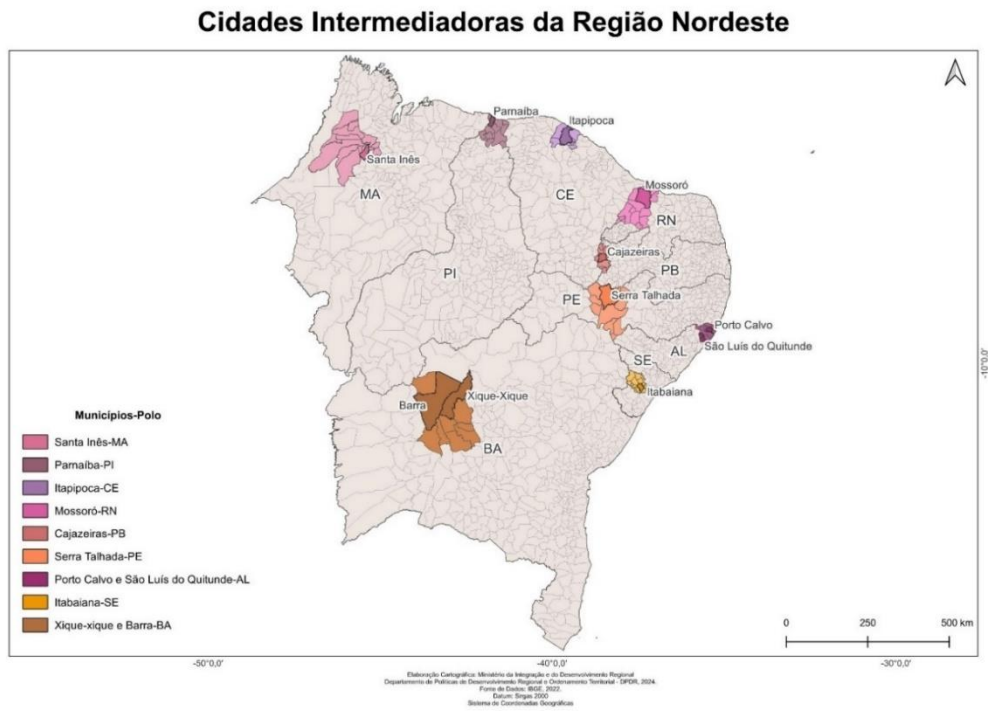 Cidades Intermediadoras da Região Nordeste
Parnaíba
Itapipoca
Santa Inês
MA
CE
Mossoró
RN
Cajazeiras
PB
PI
PE
Serra Talhada
Porto Calvo
São Luís do Quitunde
AL
SE
Itabaiana
Barra
Xique-Xique
BA
-10°0,0'
Municípios-Polo
Santa Inês-MA
Parnaíba-PI
Itapipoca-CE
Mossoró-RN
Cajazeiras-PB
Serra Talhada-PE
Porto Calvo e São Luís do Quitunde-AL
Itabaiana-SE
Xique-xique e Barra-BA
0 250 500 km
-50°0,0' -40°0,0' -30°0,0'
Elaboração Cartográfica: Ministério da Integração e do Desenvolvimento Regional
Departamento de Políticas de Desenvolvimento Regional e Ordenamento Territorial - DPDR, 2024.
Fonte de Dados: IBGE, 2022.
Datum: Sirgas 2000
Sistema de Coordenadas Geográficas